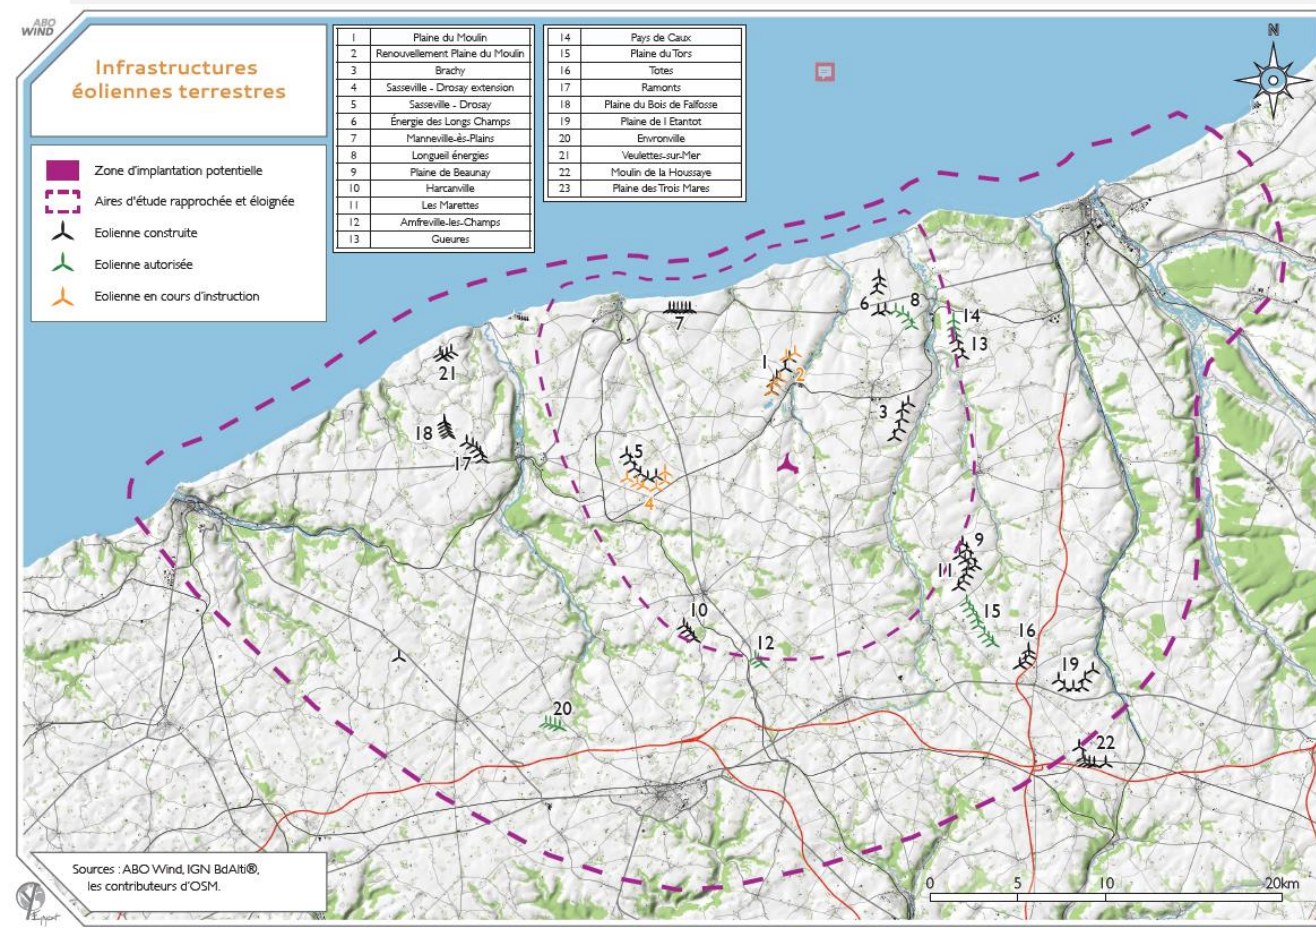 ABO
WIND
Infrastructures
éoliennes terrestres
Zone d'implantation potentielle
Aires d'étude rapprochée et éloignée
Eolienne construite
Eolienne autorisée
Eolienne en cours d'instruction
1 Plaine du Moulin
2 Renouvellement Plaine du Moulin
3 Brachy
4 Sasseville - Drosay extension
5 Sasseville - Drosay
6 Énergie des Longs Champs
7 Manneville-ès-Plains
8 Longueil énergies
9 Plaine de Beaunay
10 Harcanville
11 Les Marettes
12 Amfreville-les-Champs
13 Gueures
14 Pays de Caux
15 Plaine du Tors
16 Totes
17 Ramonts
18 Plaine du Bois de Falfosse
19 Plaine de l Etantot
20 Envronville
21 Veulettes-sur-Mer
22 Moulin de la Houssaye
23 Plaine des Trois Mares
N
7
6
8
14
13
1
2
21
3
18
17
5
4
9
11
10
15
12
16
19
20
22
Sources : ABO Wind, IGN BdAlti®,
les contributeurs d'OSM.
0 5 10 20km